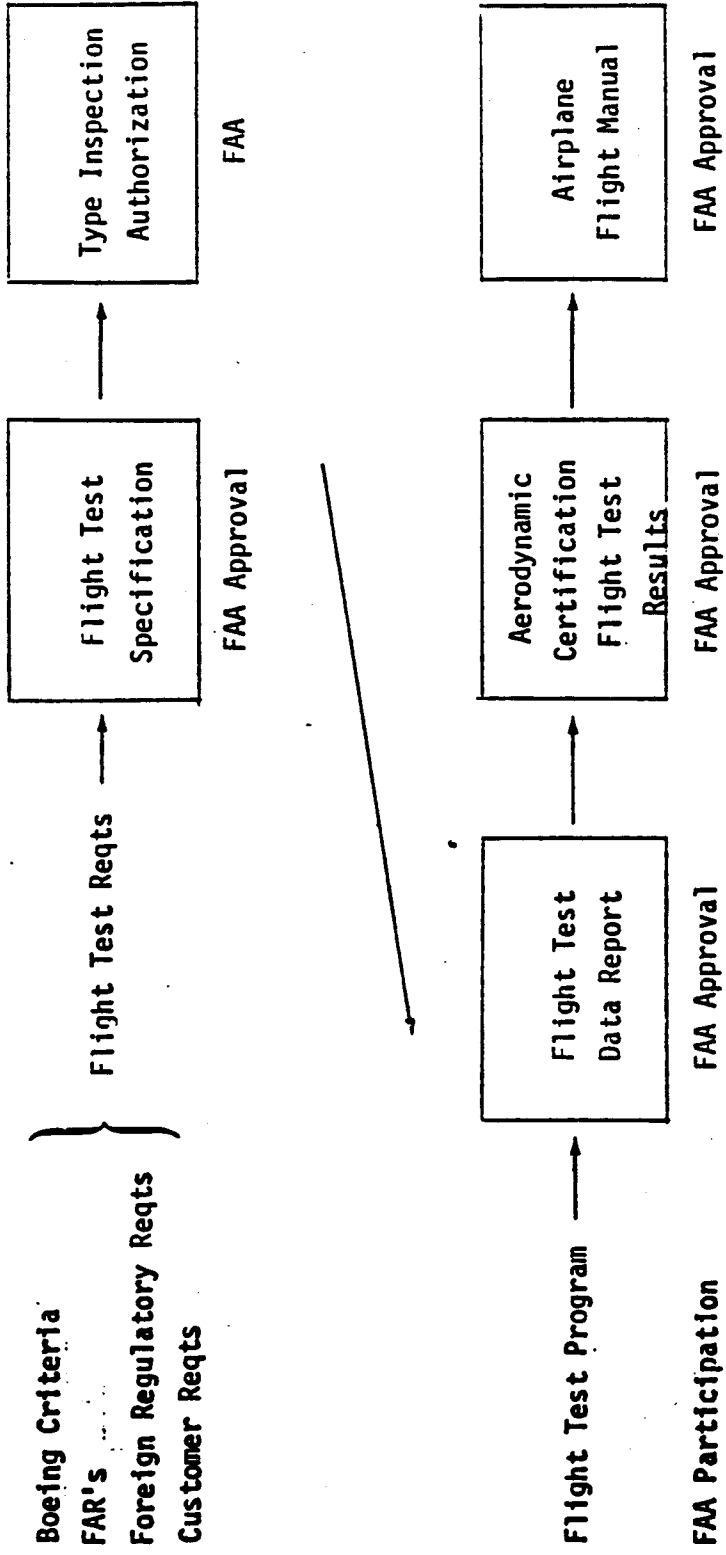 Boeing Criteria
FAR's
Foreign Regulatory Reqts
Customer Reqts
Flight Test Reqts
Flight Test
Specification
FAA Approval
Type Inspection
Authorization
FAA
Flight Test Program
FAA Participation
Flight Test
Data Report
FAA Approval
Aerodynamic
Certification
Flight Test
Results
FAA Approval
Airplane
Flight Manual
FAA Approval